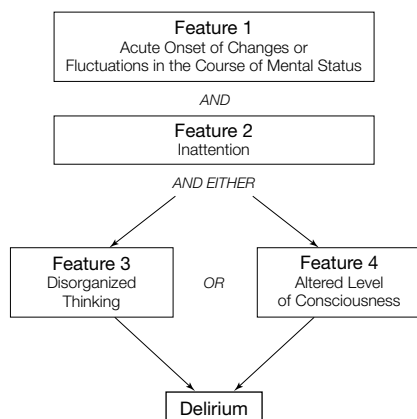 Feature 1
Acute Onset of Changes or
Fluctuations in the Course of Mental Status
AND
Feature 2
Inattention
AND EITHER
Feature 3
Disorganized
Thinking
OR
Feature 4
Altered Level
of Consciousness
Delirium